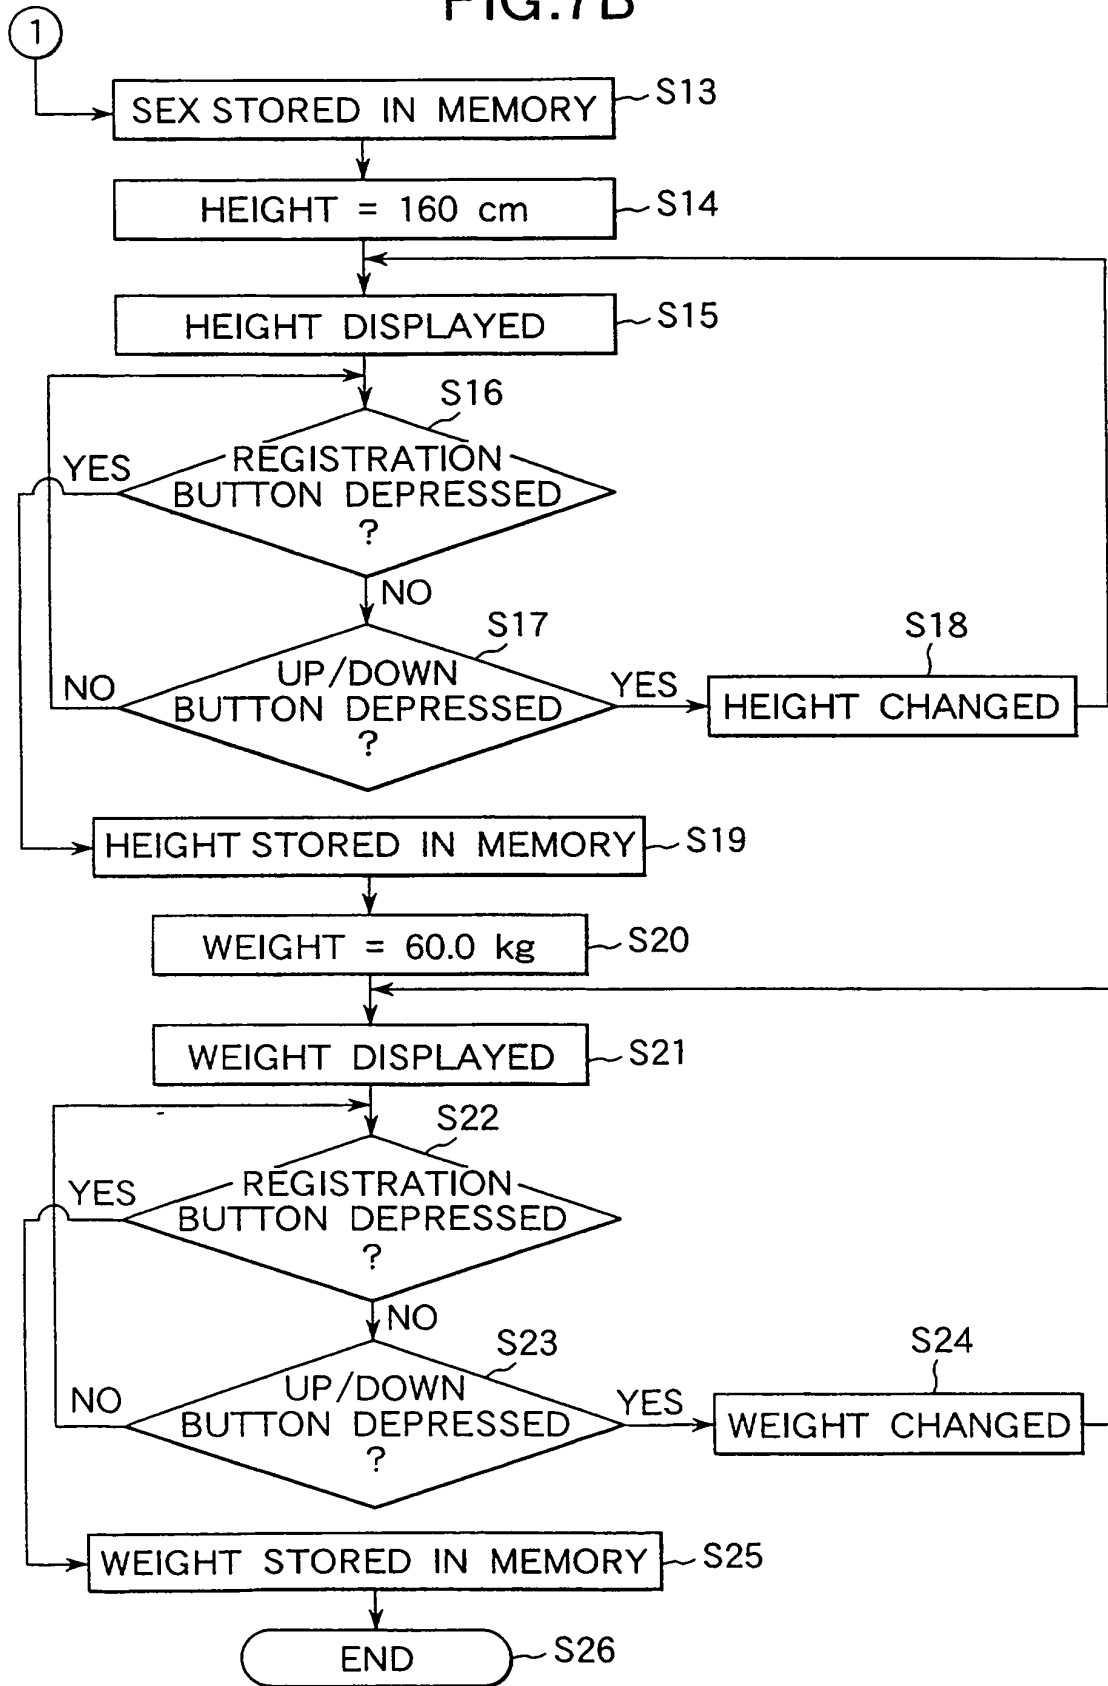 FIG.7B
1
SEX STORED IN MEMORY
S13
HEIGHT = 160 cm
S14
HEIGHT DISPLAYED
S15
S16
YES
REGISTRATION
BUTTON DEPRESSED
?
NO
S17
S18
UP/DOWN
BUTTON DEPRESSED
?
NO
YES
HEIGHT CHANGED
HEIGHT STORED IN MEMORY
S19
WEIGHT = 60.0 kg
S20
WEIGHT DISPLAYED
S21
S22
YES
REGISTRATION
BUTTON DEPRESSED
?
NO
S23
S24
UP/DOWN
BUTTON DEPRESSED
?
NO
YES
WEIGHT CHANGED
WEIGHT STORED IN MEMORY
S25
END
S26